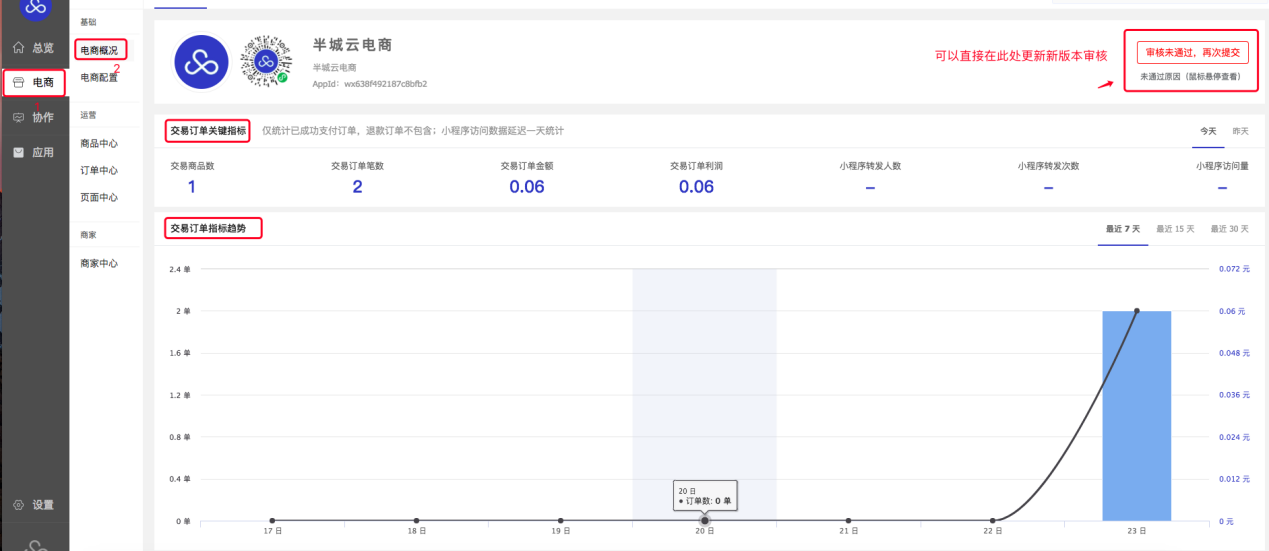 总览
电商
1
协作
应用
设置
基础
电商概况
2
电商配置
运营
商品中心
订单中心
页面中心
商家
商家中心
半城云电商
半城云电商
AppId: wx638f492187c8bfb2
可以直接在此处更新新版本审核
审核未通过，再次提交
未通过原因（鼠标悬停查看）
交易订单关键指标 仅统计已成功支付订单，退款订单不包含；小程序访问数据延迟一天统计 今天 昨天
交易商品数 交易订单笔数 交易订单金额 交易订单利润 小程序转发人数 小程序转发次数 小程序访问量
1 2 0.06 0.06 – – –
交易订单指标趋势 最近 7 天 最近 15 天 最近 30 天
2.4 单 0.072 元
2 单 0.06 元
1.6 单 0.048 元
1.2 单 0.036 元
0.8 单 0.024 元
0.4 单 0.012 元
20 日
• 订单数: 0 单
0 单 0 元
17 日 18 日 19 日 20 日 21 日 22 日 23 日